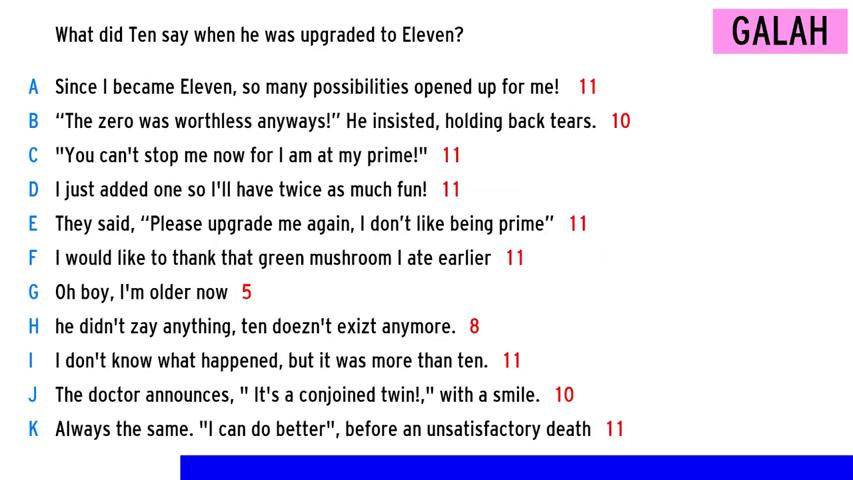 What did Ten say when he was upgraded to Eleven?
GALAH
A Since I became Eleven, so many possibilities opened up for me! 11
B “The zero was worthless anyways!” He insisted, holding back tears. 10
C "You can't stop me now for I am at my prime!" 11
D I just added one so I'll have twice as much fun! 11
E They said, “Please upgrade me again, I don’t like being prime” 11
F I would like to thank that green mushroom I ate earlier 11
G Oh boy, I'm older now 5
H he didn't zay anything, ten doezn't exizt anymore. 8
I I don't know what happened, but it was more than ten. 11
J The doctor announces, " It's a conjoined twin!," with a smile. 10
K Always the same. "I can do better", before an unsatisfactory death 11